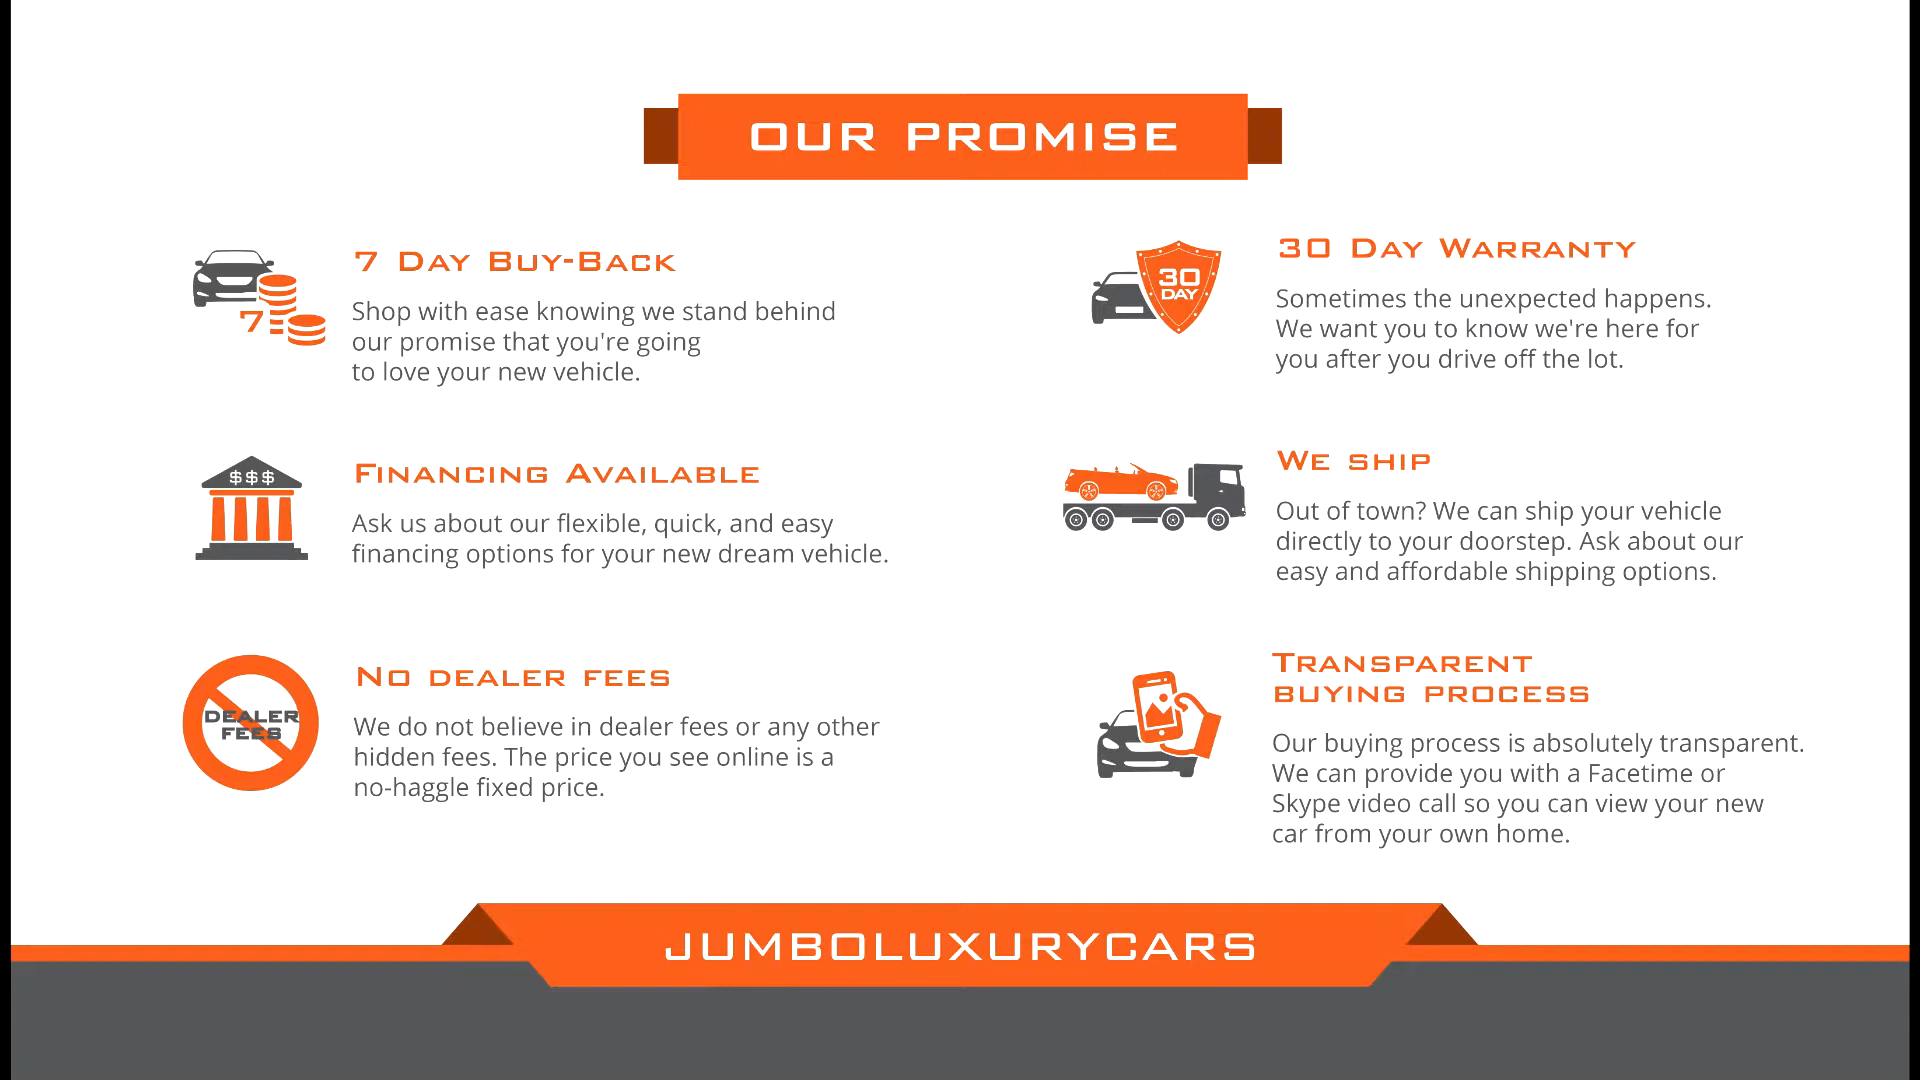 OUR PROMISE
7 DAY BUY-BACK
Shop with ease knowing we stand behind
our promise that you're going
to love your new vehicle.
7
30 DAY WARRANTY
Sometimes the unexpected happens.
We want you to know we're here for
you after you drive off the lot.
30
DAY
FINANCING AVAILABLE
Ask us about our flexible, quick, and easy
financing options for your new dream vehicle.
$$$
WE SHIP
Out of town? We can ship your vehicle
directly to your doorstep. Ask about our
easy and affordable shipping options.
NO DEALER FEES
We do not believe in dealer fees or any other
hidden fees. The price you see online is a
no-haggle fixed price.
DEALER
FEES
TRANSPARENT
BUYING PROCESS
Our buying process is absolutely transparent.
We can provide you with a Facetime or
Skype video call so you can view your new
car from your own home.
JUMBOLUXURYCARS